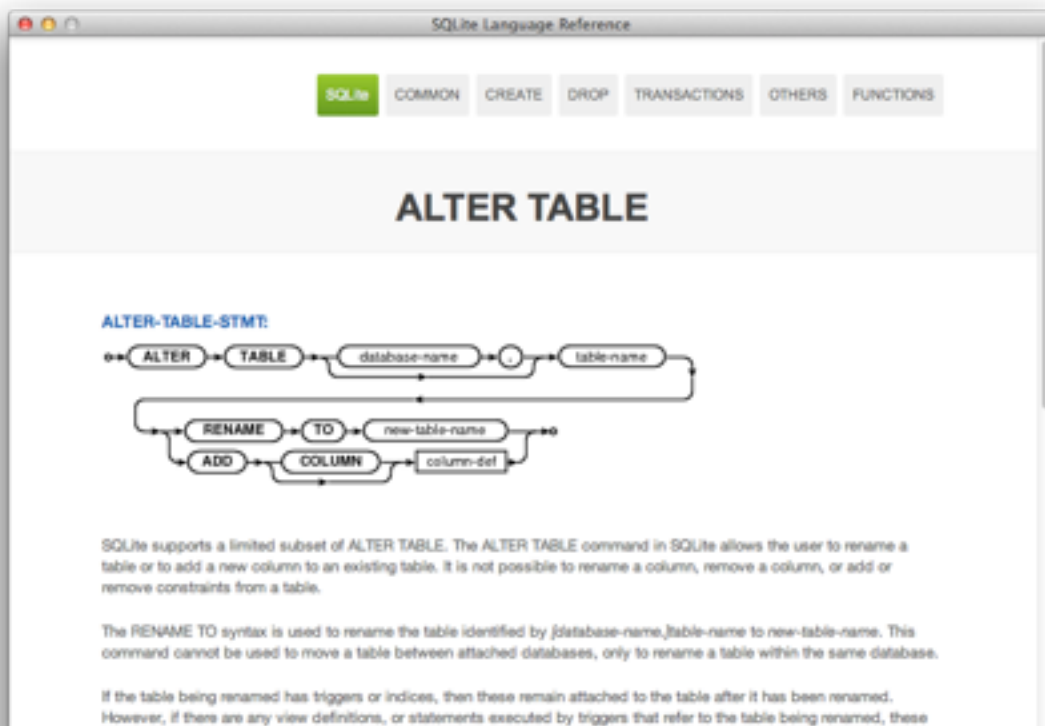 SQLite Language Reference
SQLite COMMON CREATE DROP TRANSACTIONS OTHERS FUNCTIONS
ALTER TABLE
ALTER-TABLE-STMT:
ALTER TABLE database-name . table-name
RENAME TO new-table-name
ADD COLUMN column-def
SQLite supports a limited subset of ALTER TABLE. The ALTER TABLE command in SQLite allows the user to rename a
table or to add a new column to an existing table. It is not possible to rename a column, remove a column, or add or
remove constraints from a table.
The RENAME TO syntax is used to rename the table identified by [database-name.]table-name to new-table-name. This
command cannot be used to move a table between attached databases, only to rename a table within the same database.
If the table being renamed has triggers or indices, then these remain attached to the table after it has been renamed.
However, if there are any view definitions, or statements executed by triggers that refer to the table being renamed, these